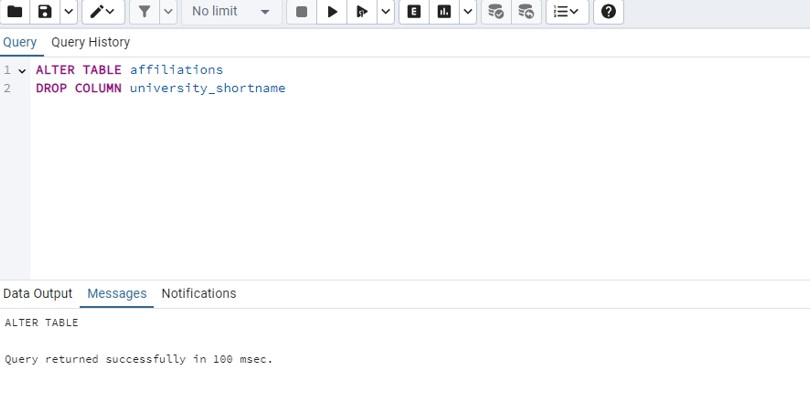 No limit
E
Query Query History
1 ALTER TABLE affiliations
2 DROP COLUMN university_shortname
Data Output Messages Notifications
ALTER TABLE
Query returned successfully in 100 msec.